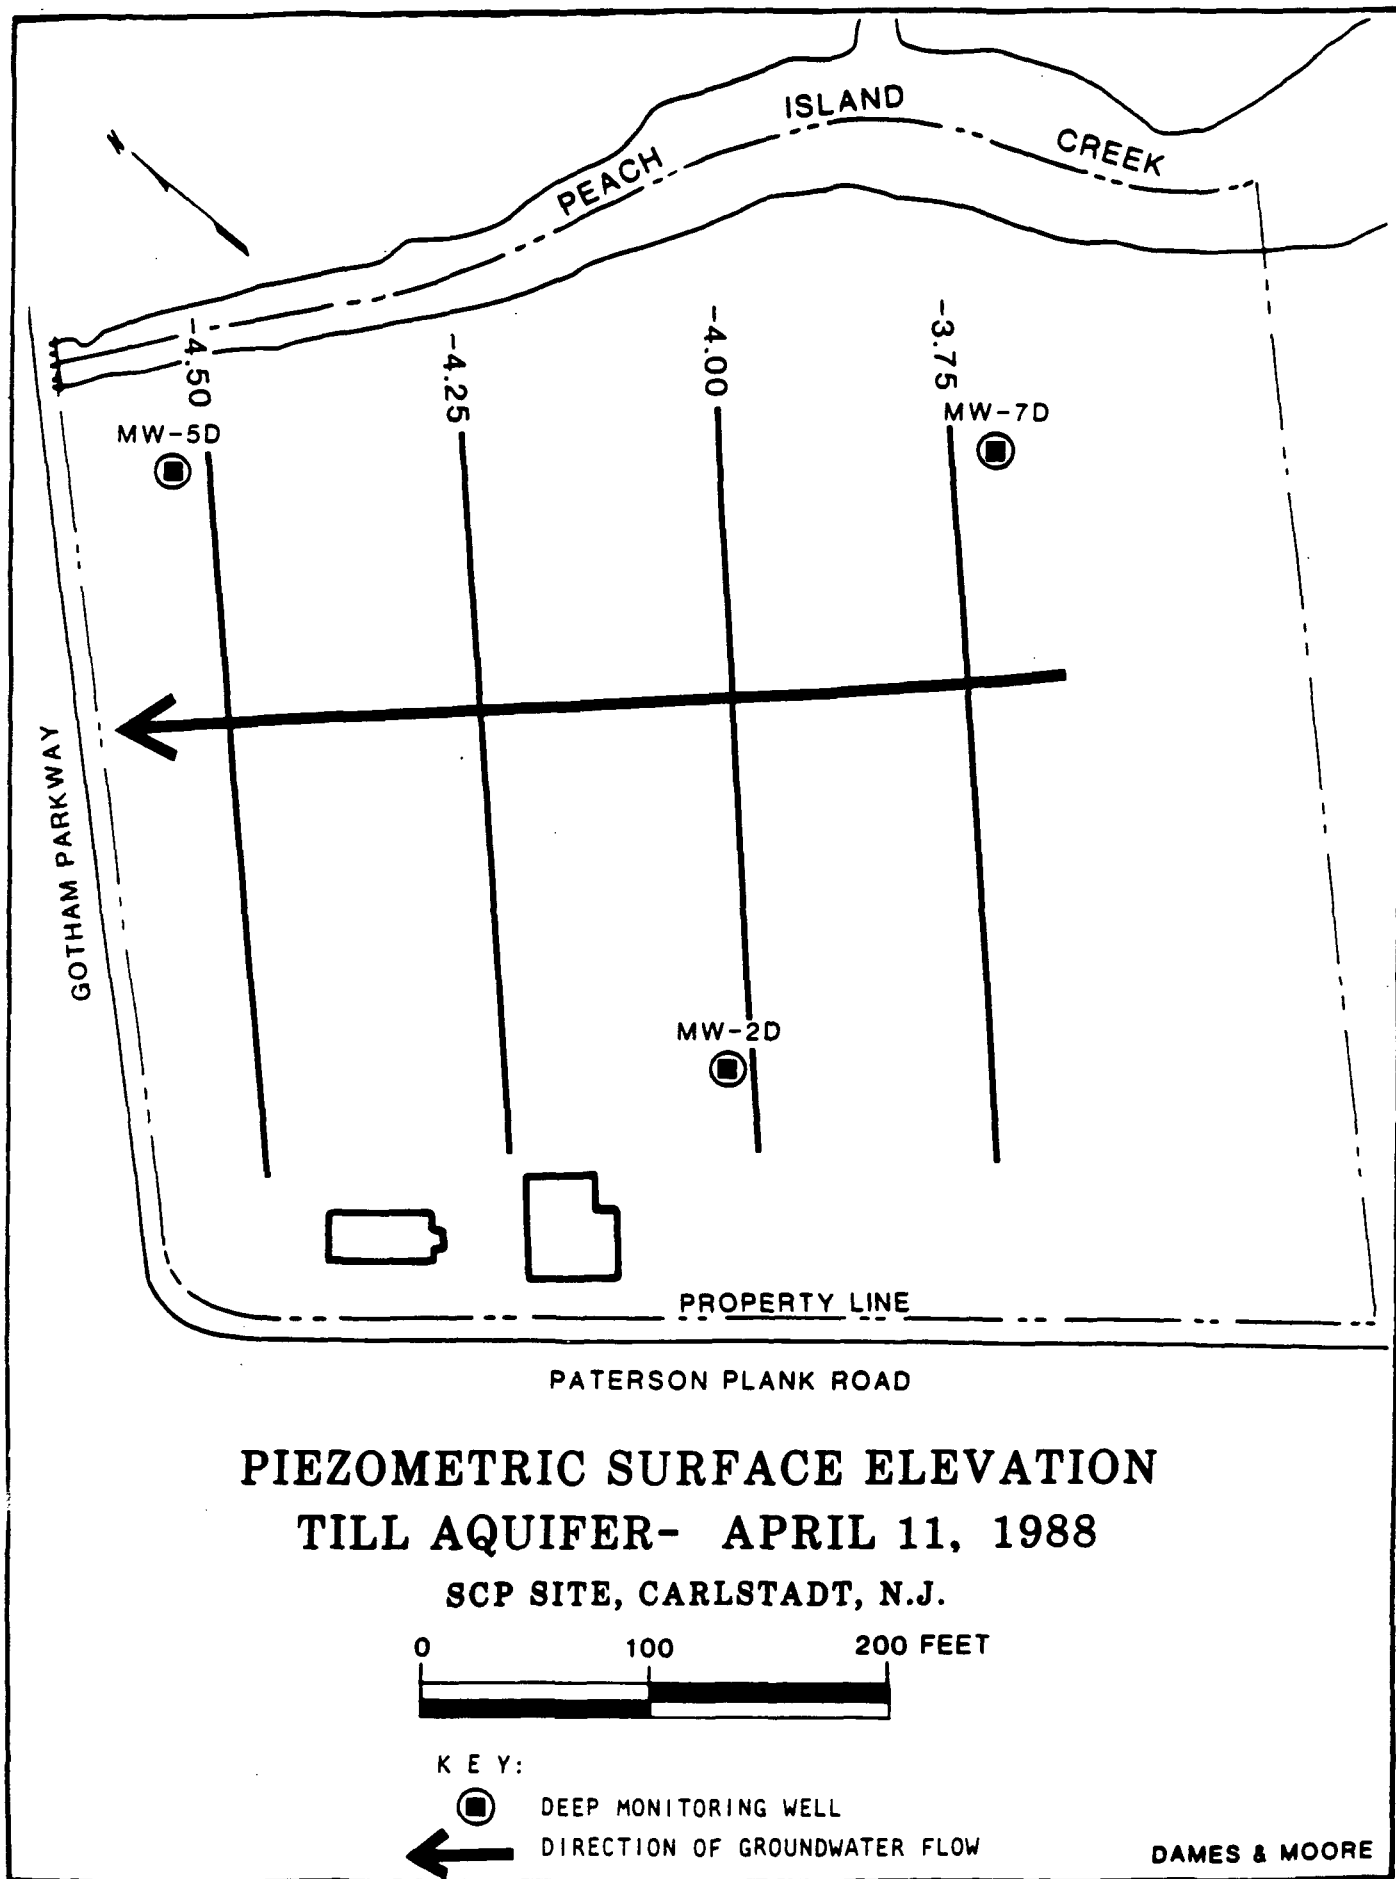 N
ISLAND
CREEK
PEACH
-4.50
-4.25
-4.00
-3.75
MW-5D
MW-7D
GOTHAM PARKWAY
MW-2D
PROPERTY LINE
PATERSON PLANK ROAD
PIEZOMETRIC SURFACE ELEVATION
TILL AQUIFER- APRIL 11, 1988
SCP SITE, CARLSTADT, N.J.
0 100 200 FEET
K E Y:
DEEP MONITORING WELL
DIRECTION OF GROUNDWATER FLOW
DAMES & MOORE